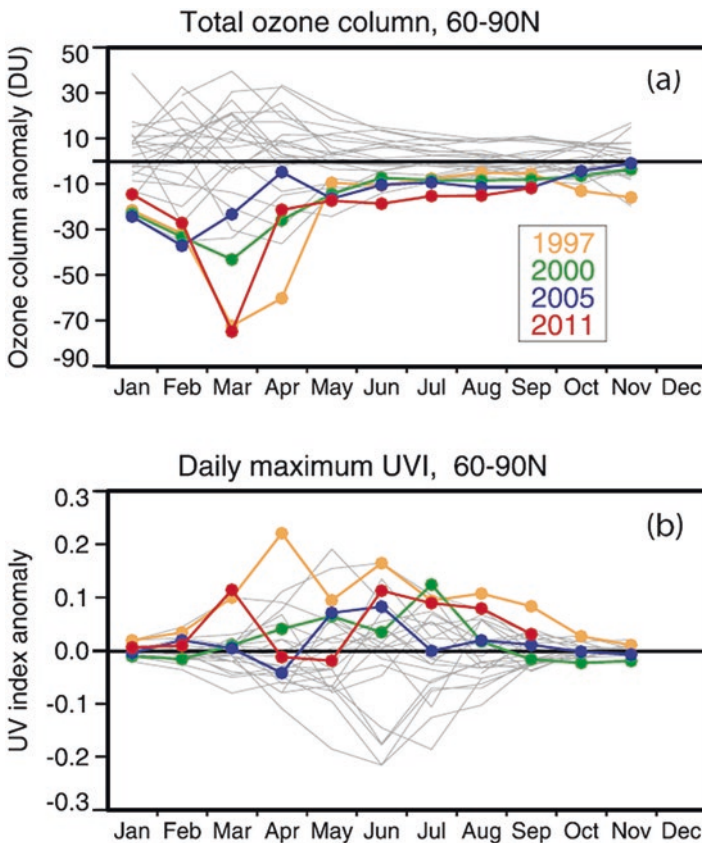 Total ozone column, 60-90N
(a)
Ozone column anomaly (DU)
50
30
10
-10
-30
-50
-70
-90
1997
2000
2005
2011
Jan Feb Mar Apr May Jun Jul Aug Sep Oct Nov Dec
Daily maximum UVI, 60-90N
(b)
UV index anomaly
0.3
0.2
0.1
0.0
-0.1
-0.2
-0.3
Jan Feb Mar Apr May Jun Jul Aug Sep Oct Nov Dec